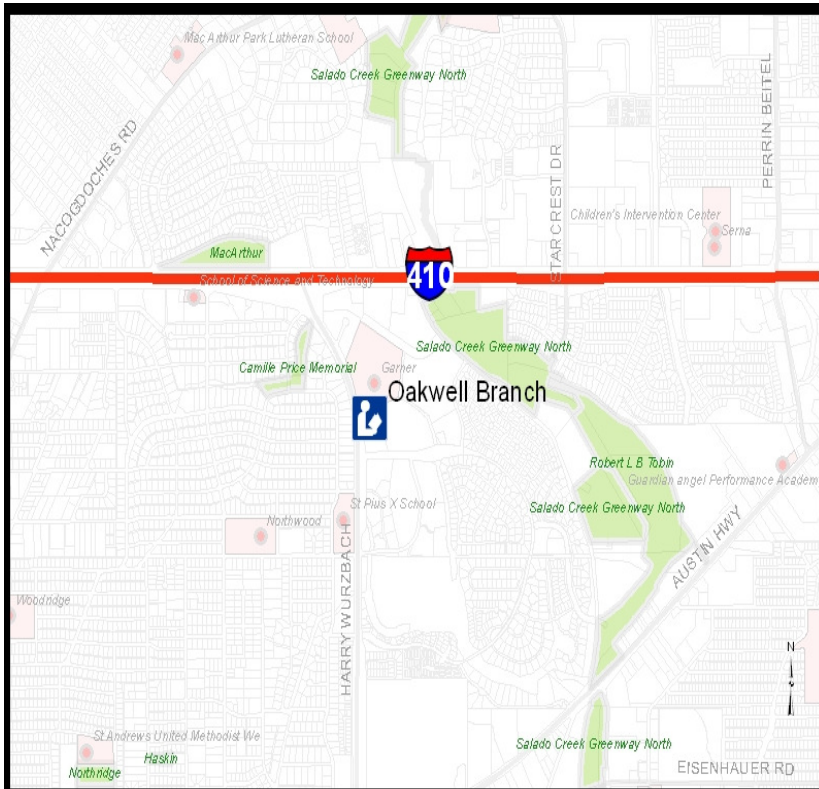 Mac Arthur Park Lutheran School
Salado Creek Greenway North
PERRIN BEITEL
NACOGDOCHES RD
STARCREST DR
Children's Intervention Center
Serna
MacArthur
410
School of Science and Technology
Salado Creek Greenway North
Camille Price Memorial
Garner
Oakwell Branch
Robert L B Tobin
Guardian angel Performance Academ
St Pius X School
Salado Creek Greenway North
Northwood
AUSTIN HWY
HARRY WURZBACH
Woodridge
N
St Andrews United Methodist We
Haskin
Salado Creek Greenway North
Northridge
EISENHAUER RD